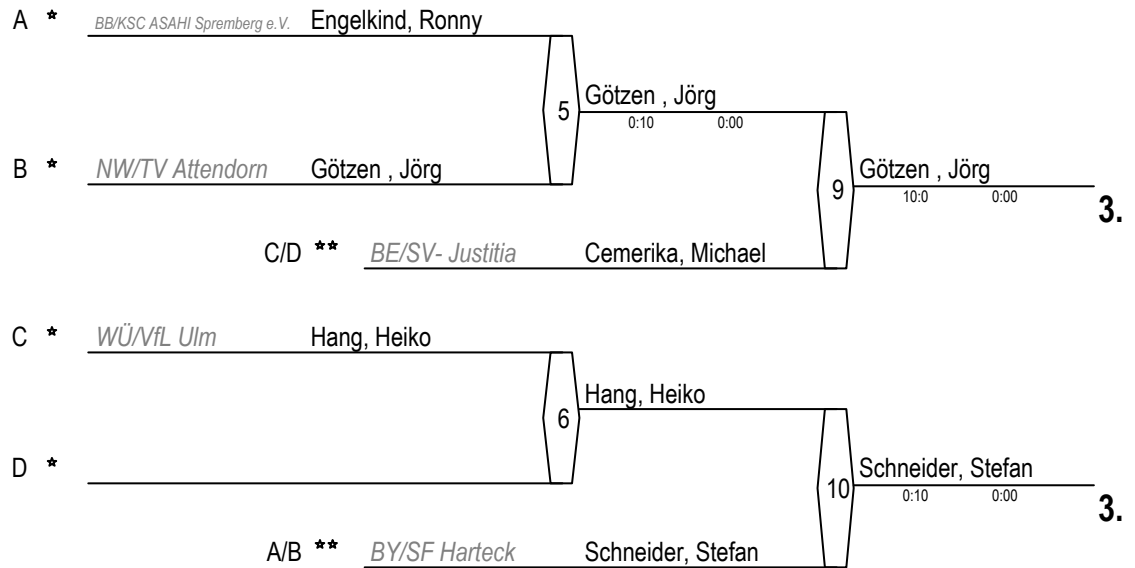 A * BB/KSC ASAHI Spremberg e.V. Engelkind, Ronny
5
Götzen , Jörg
0:10 0:00
B * NW/TV Attendorn Götzen , Jörg
9
Götzen , Jörg
10:0 0:00
3.
C/D ** BE/SV- Justitia Cemerika, Michael
C * WÜ/VfL Ulm Hang, Heiko
6
Hang, Heiko
D *
10
Schneider, Stefan
0:10 0:00
3.
A/B ** BY/SF Harteck Schneider, Stefan